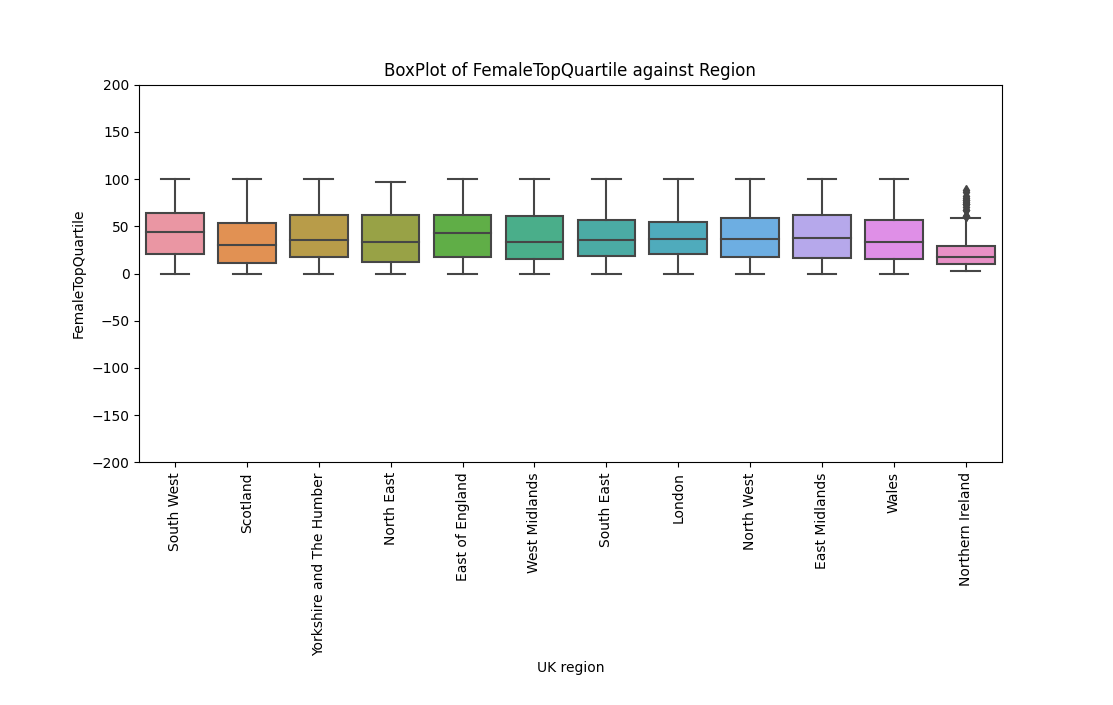 BoxPlot of FemaleTopQuartile against Region
FemaleTopQuartile
200
150
100
50
0
−50
−100
−150
−200
South West
Scotland
Yorkshire and The Humber
North East
East of England
West Midlands
South East
London
North West
East Midlands
Wales
Northern Ireland
UK region